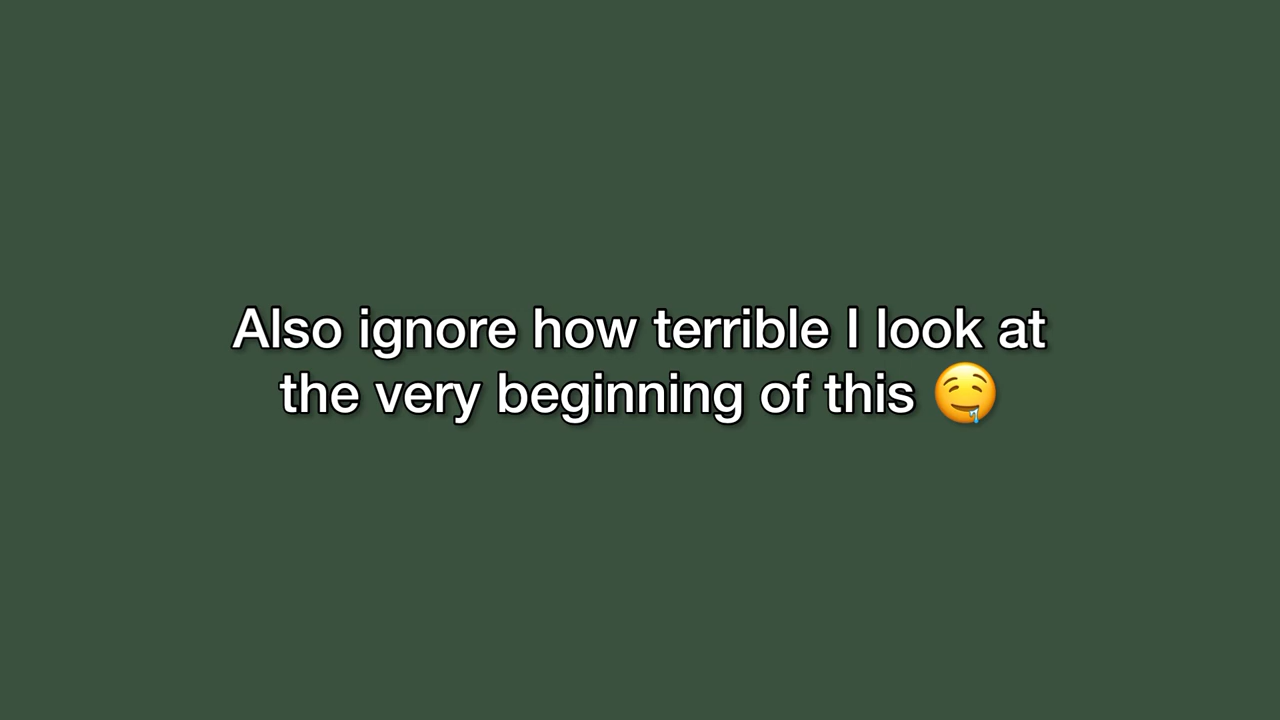 Also ignore how terrible I look at
the very beginning of this 🤤